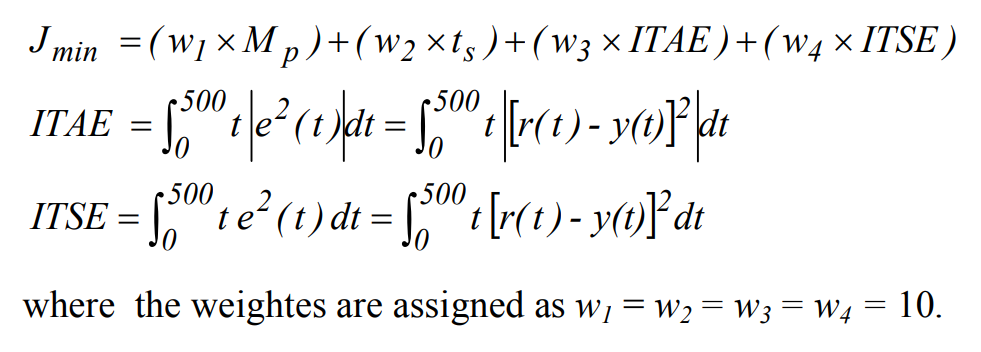 J_min = (w_1 × M_p) + (w_2 × t_s) + (w_3 × ITAE) + (w_4 × ITSE)
ITAE = ∫_0^500 t |e^2(t)| dt = ∫_0^500 t |[r(t) - y(t)]^2| dt
ITSE = ∫_0^500 t e^2(t) dt = ∫_0^500 t [r(t) - y(t)]^2 dt
where the weightes are assigned as w_1 = w_2 = w_3 = w_4 = 10.